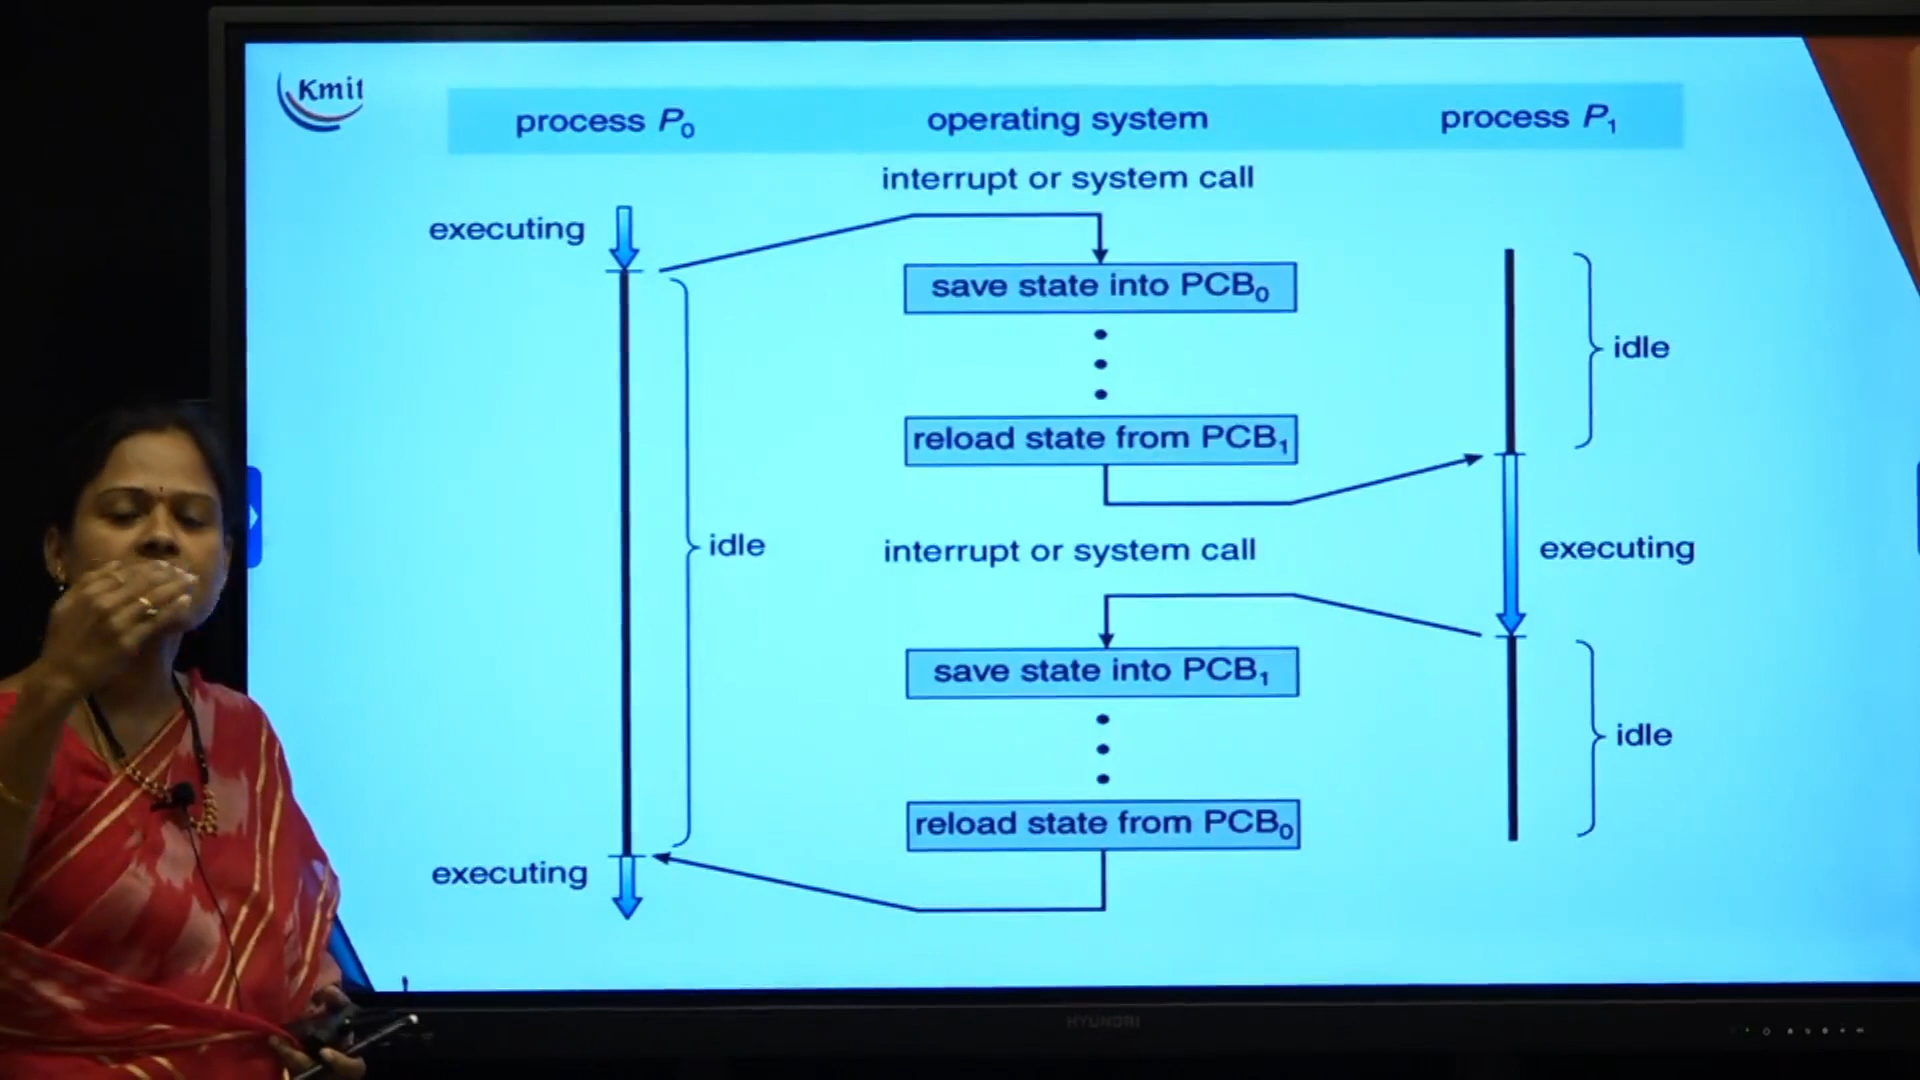 Kmit
process P₀ operating system process P₁
interrupt or system call
executing
save state into PCB₀
idle
reload state from PCB₁
idle
interrupt or system call
executing
save state into PCB₁
idle
reload state from PCB₀
executing
HYUNDAI